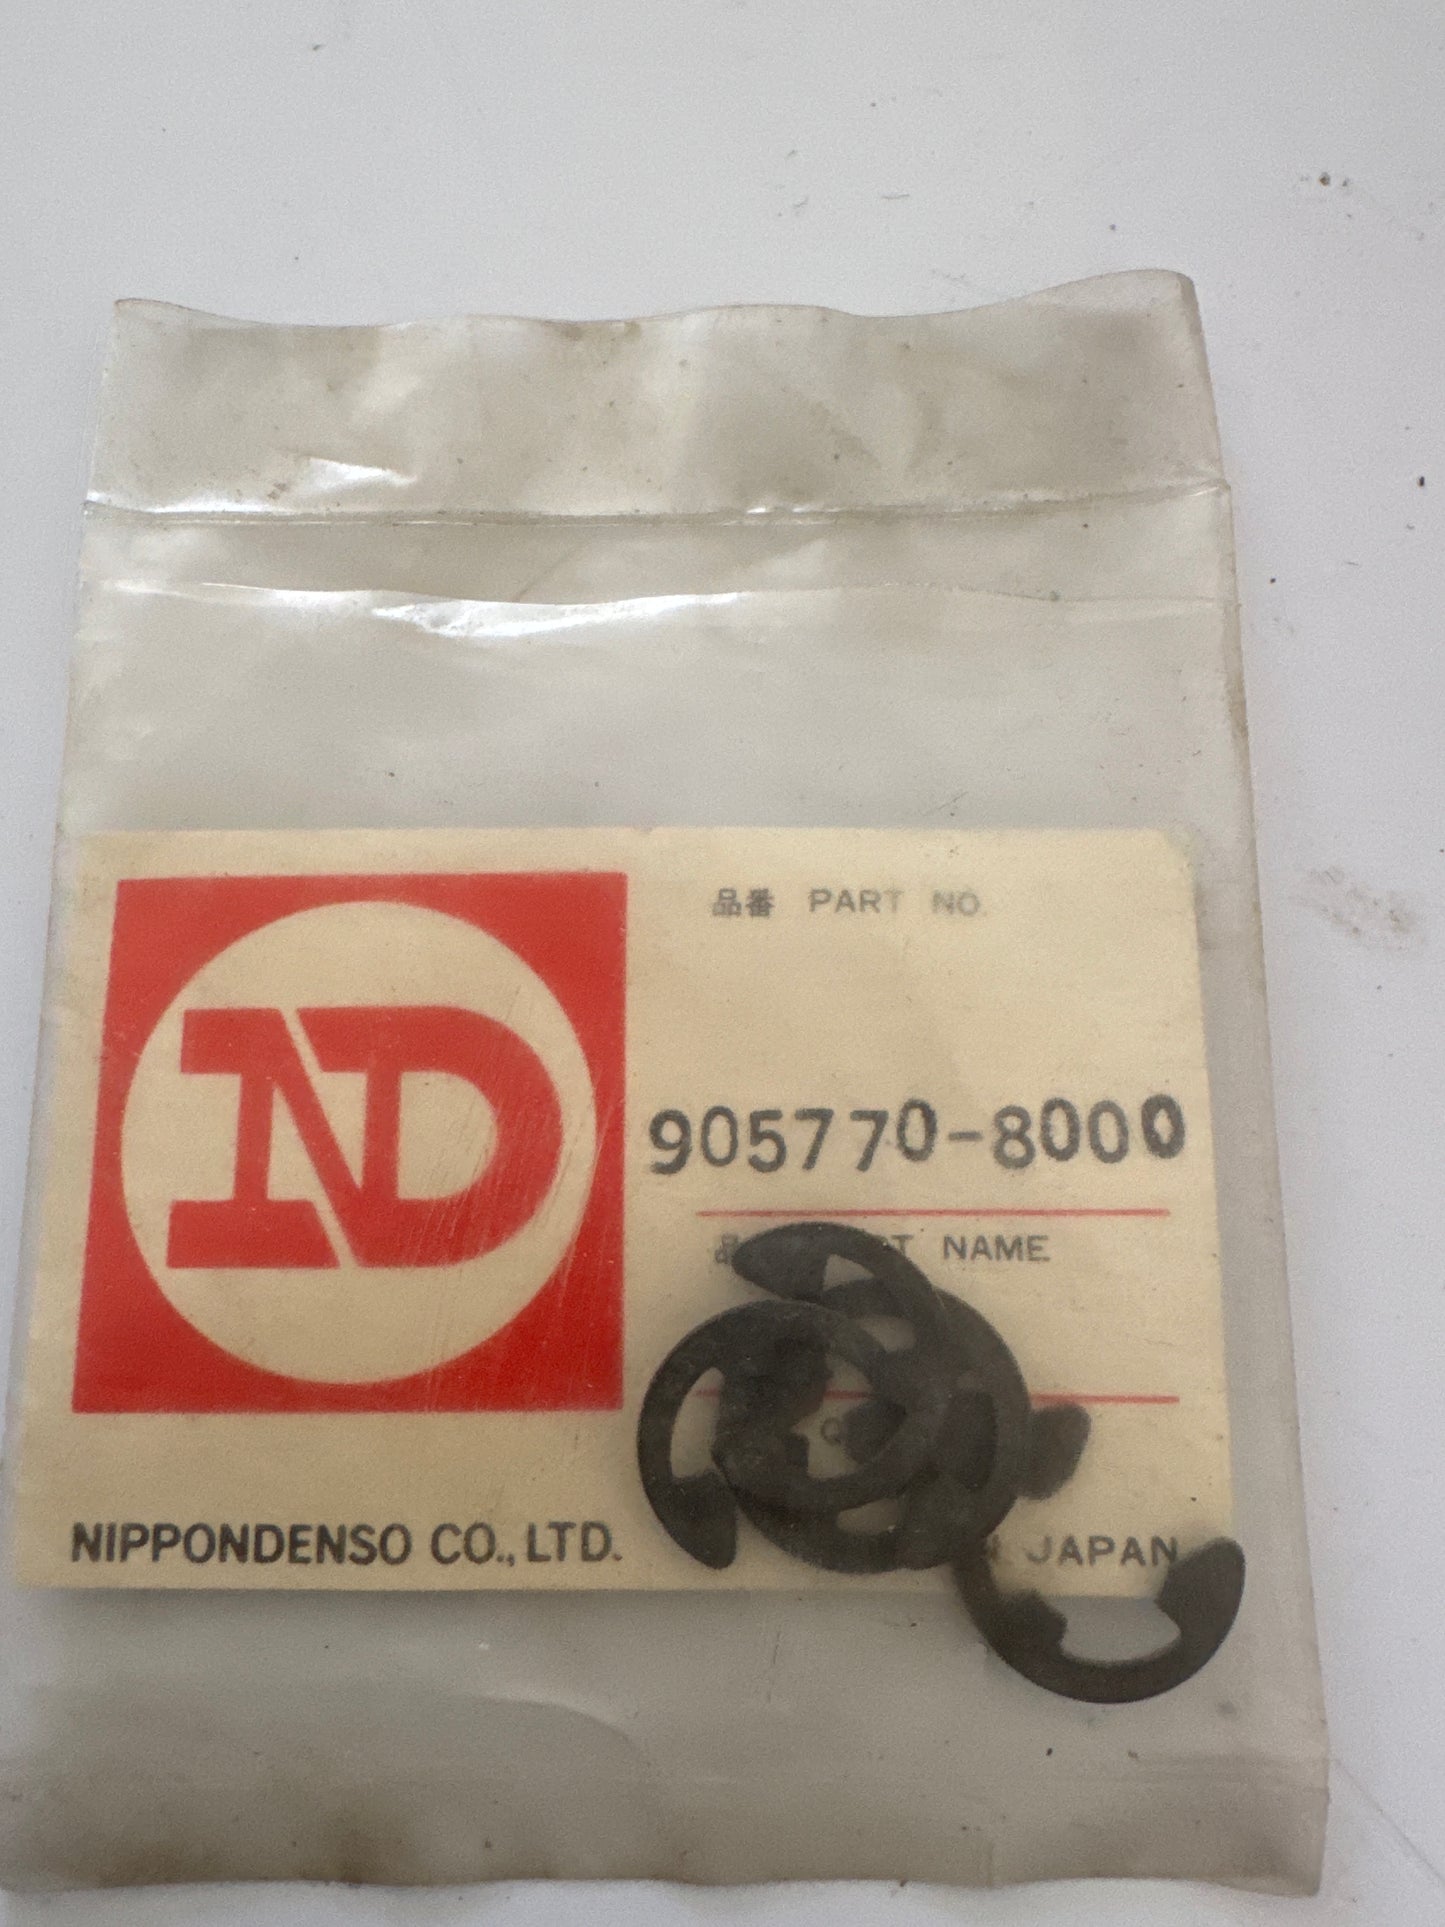 ND
品番 PART NO.
905770-8000
NAME
NIPPONDENSO CO., LTD.
JAPAN